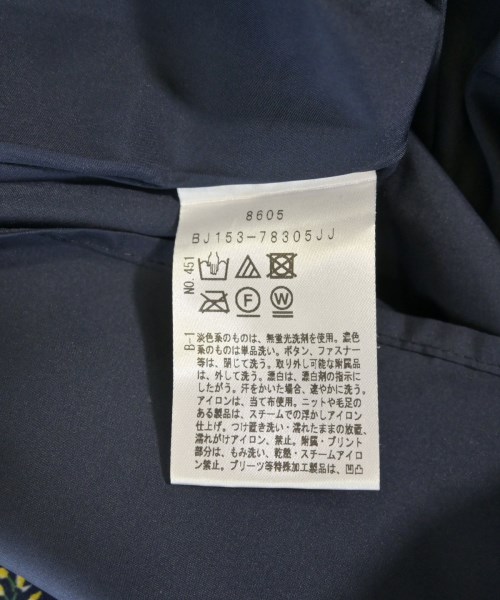 8605
BJ153-78305JJ
NO.451
F
W
B-1
淡色系のものは、無蛍光洗剤を使用。濃色
系のものは単品洗い。ボタン、ファスナー
等は、閉じて洗う。取り外し可能な附属品
は、外して洗う。漂白は、漂白剤の指示に
したがう。汗をかいた場合、速やかに洗う。
アイロンは、当て布使用。ニットや毛足の
ある製品は、スチームでの浮かしアイロン
仕上げ。つけ置き洗い・濡れたままの放置、
濡れがけアイロン、禁止。附属・プリント
部分は、もみ洗い、乾熱・スチームアイロ
ン禁止。プリーツ等特殊加工製品は、凹凸